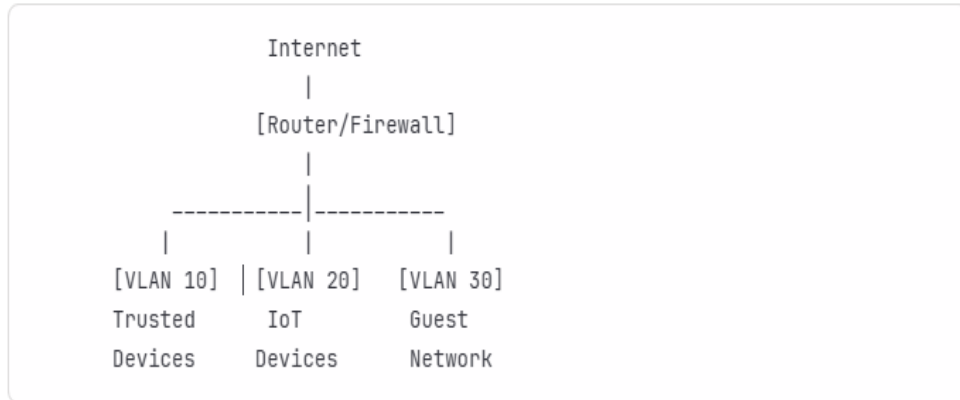 Internet
|
[Router/Firewall]
|
-----------|-----------
| | |
[VLAN 10] [VLAN 20] [VLAN 30]
Trusted IoT Guest
Devices Devices Network